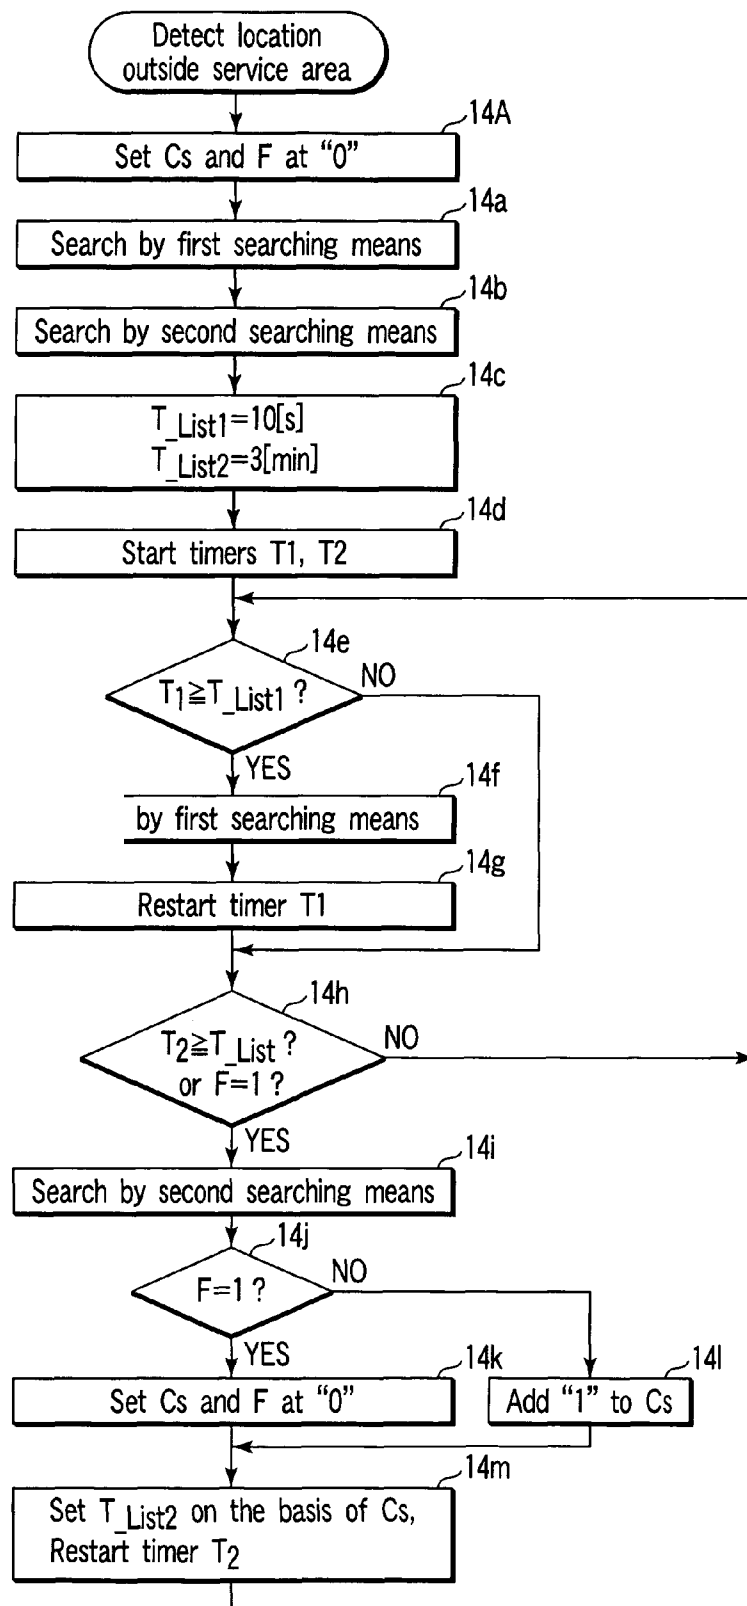 Detect location
outside service area
14A
Set Cs and F at “0”
14a
Search by first searching means
14b
Search by second searching means
14c
T_List1=10[s]
T_List2=3[min]
14d
Start timers T1, T2
14e
T1≧T_List1 ?
NO
YES
14f
by first searching means
14g
Restart timer T1
14h
T2≧T_List ?
or F=1 ?
NO
YES
14i
Search by second searching means
14j
F=1 ?
NO
YES
14k
Set Cs and F at “0”
14l
Add “1” to Cs
14m
Set T_List2 on the basis of Cs,
Restart timer T2